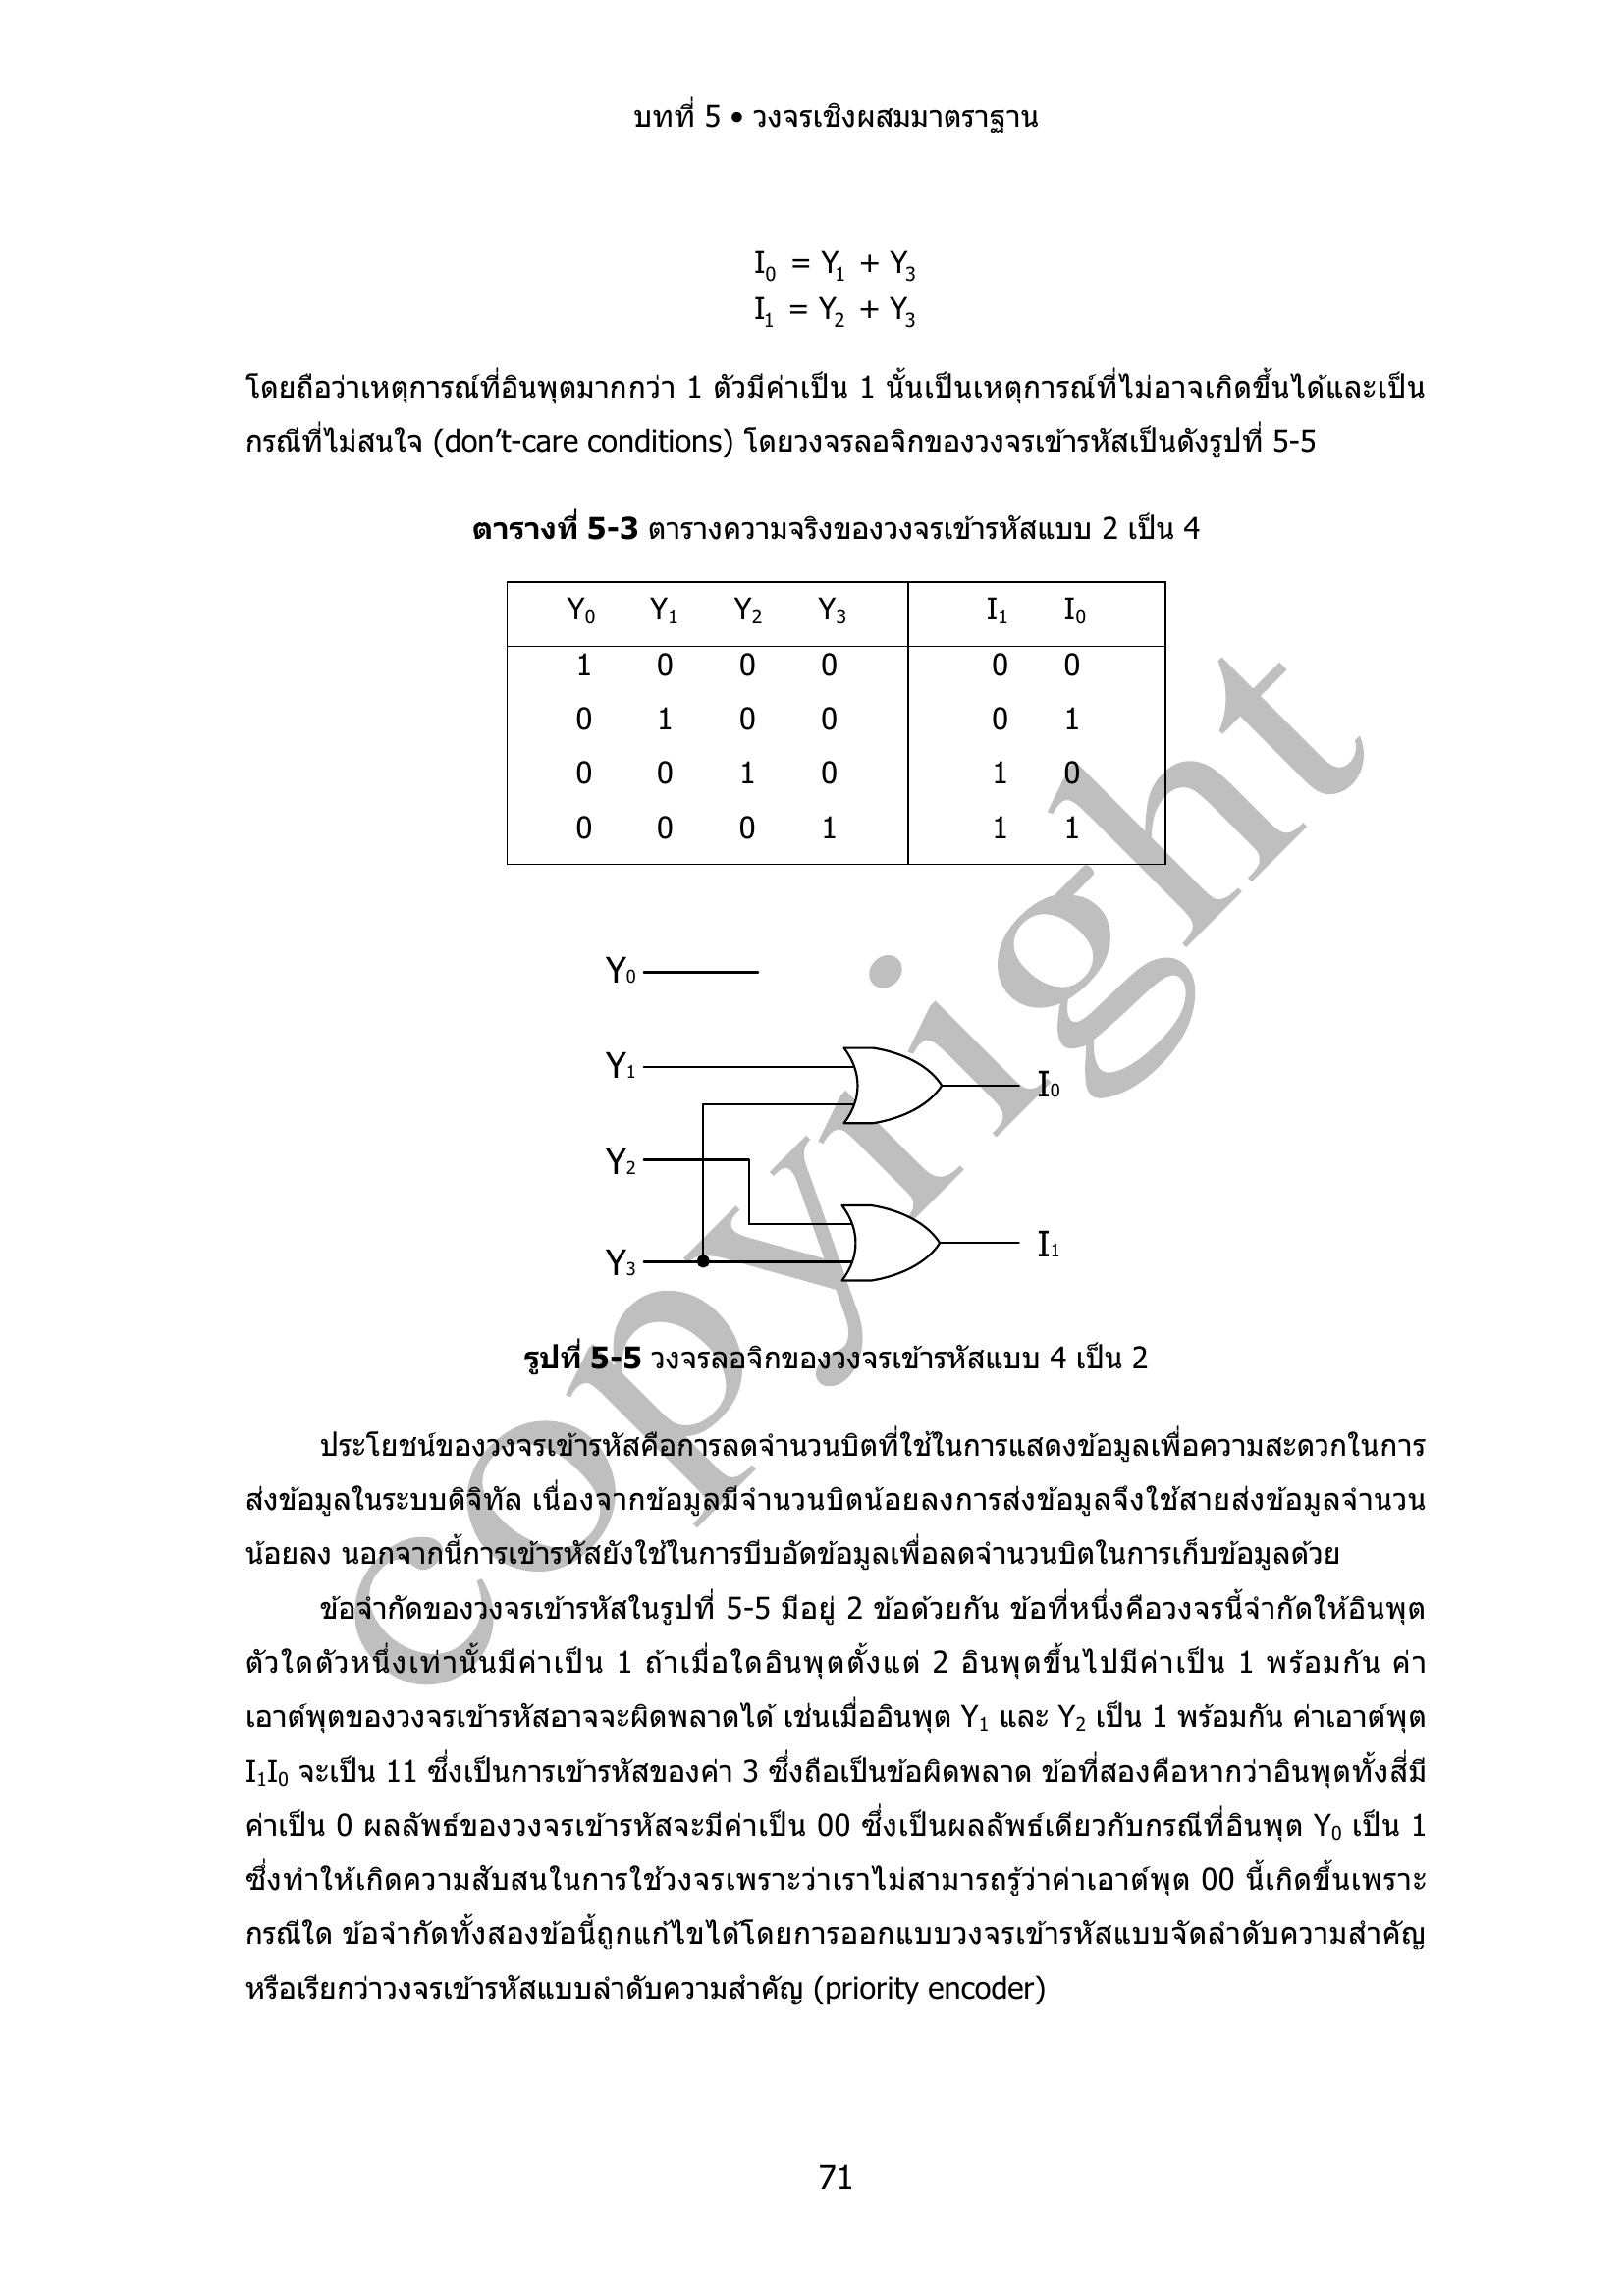 บทที่ 5 • วงจรเชิงผสมมาตราฐาน
I0 = Y1 + Y3
I1 = Y2 + Y3
โดยถือว่าเหตุการณ์ที่อินพุตมากกว่า 1 ตัวมีค่าเป็น 1 นั้นเป็นเหตุการณ์ที่ไม่อาจเกิดขึ้นได้และเป็น
กรณีที่ไม่สนใจ (don’t-care conditions) โดยวงจรลอจิกของวงจรเข้ารหัสเป็นดังรูปที่ 5-5
ตารางที่ 5-3 ตารางความจริงของวงจรเข้ารหัสแบบ 2 เป็น 4
Y0 Y1 Y2 Y3 I1 I0
1 0 0 0 0 0
0 1 0 0 0 1
0 0 1 0 1 0
0 0 0 1 1 1
Y0
Y1
I0
Y2
I1
Y3
รูปที่ 5-5 วงจรลอจิกของวงจรเข้ารหัสแบบ 4 เป็น 2
ประโยชน์ของวงจรเข้ารหัสคือการลดจำนวนบิตที่ใช้ในการแสดงข้อมูลเพื่อความสะดวกในการ
ส่งข้อมูลในระบบดิจิทัล เนื่องจากข้อมูลมีจำนวนบิตน้อยลงการส่งข้อมูลจึงใช้สายส่งข้อมูลจำนวน
น้อยลง นอกจากนี้การเข้ารหัสยังใช้ในการบีบอัดข้อมูลเพื่อลดจำนวนบิตในการเก็บข้อมูลด้วย
ข้อจำกัดของวงจรเข้ารหัสในรูปที่ 5-5 มีอยู่ 2 ข้อด้วยกัน ข้อที่หนึ่งคือวงจรนี้จำกัดให้อินพุต
ตัวใดตัวหนึ่งเท่านั้นมีค่าเป็น 1 ถ้าเมื่อใดอินพุตตั้งแต่ 2 อินพุตขึ้นไปมีค่าเป็น 1 พร้อมกัน ค่า
เอาต์พุตของวงจรเข้ารหัสอาจจะผิดพลาดได้ เช่นเมื่ออินพุต Y1 และ Y2 เป็น 1 พร้อมกัน ค่าเอาต์พุต
I1I0 จะเป็น 11 ซึ่งเป็นการเข้ารหัสของค่า 3 ซึ่งถือเป็นข้อผิดพลาด ข้อที่สองคือหากว่าอินพุตทั้งสี่มี
ค่าเป็น 0 ผลลัพธ์ของวงจรเข้ารหัสจะมีค่าเป็น 00 ซึ่งเป็นผลลัพธ์เดียวกับกรณีที่อินพุต Y0 เป็น 1
ซึ่งทำให้เกิดความสับสนในการใช้วงจรเพราะว่าเราไม่สามารถรู้ว่าค่าเอาต์พุต 00 นี้เกิดขึ้นเพราะ
กรณีใด ข้อจำกัดทั้งสองข้อนี้ถูกแก้ไขได้โดยการออกแบบวงจรเข้ารหัสแบบจัดลำดับความสำคัญ
หรือเรียกว่าวงจรเข้ารหัสแบบลำดับความสำคัญ (priority encoder)
71
copyright